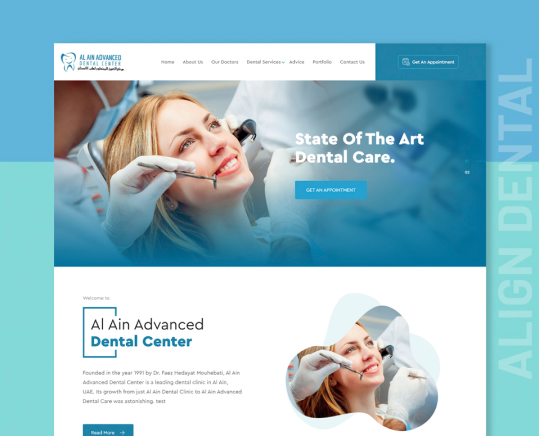 AL AIN ADVANCED
DENTAL CENTER
Home About Us Our Doctors Dental Services Advice Portfolio Contact Us
Get An Appointment
State Of The Art
Dental Care.
GET AN APPOINTMENT
ALIGN DENTAL
Welcome to
Al Ain Advanced
Dental Center
Founded in the year 1991 by Dr. Faez Hedayat Mouhebati, Al Ain
Advanced Dental Center is a leading dental clinic in Al Ain,
UAE. Its growth from just Al Ain Dental Clinic to Al Ain Advanced
Dental Care was astonishing, test
Read More